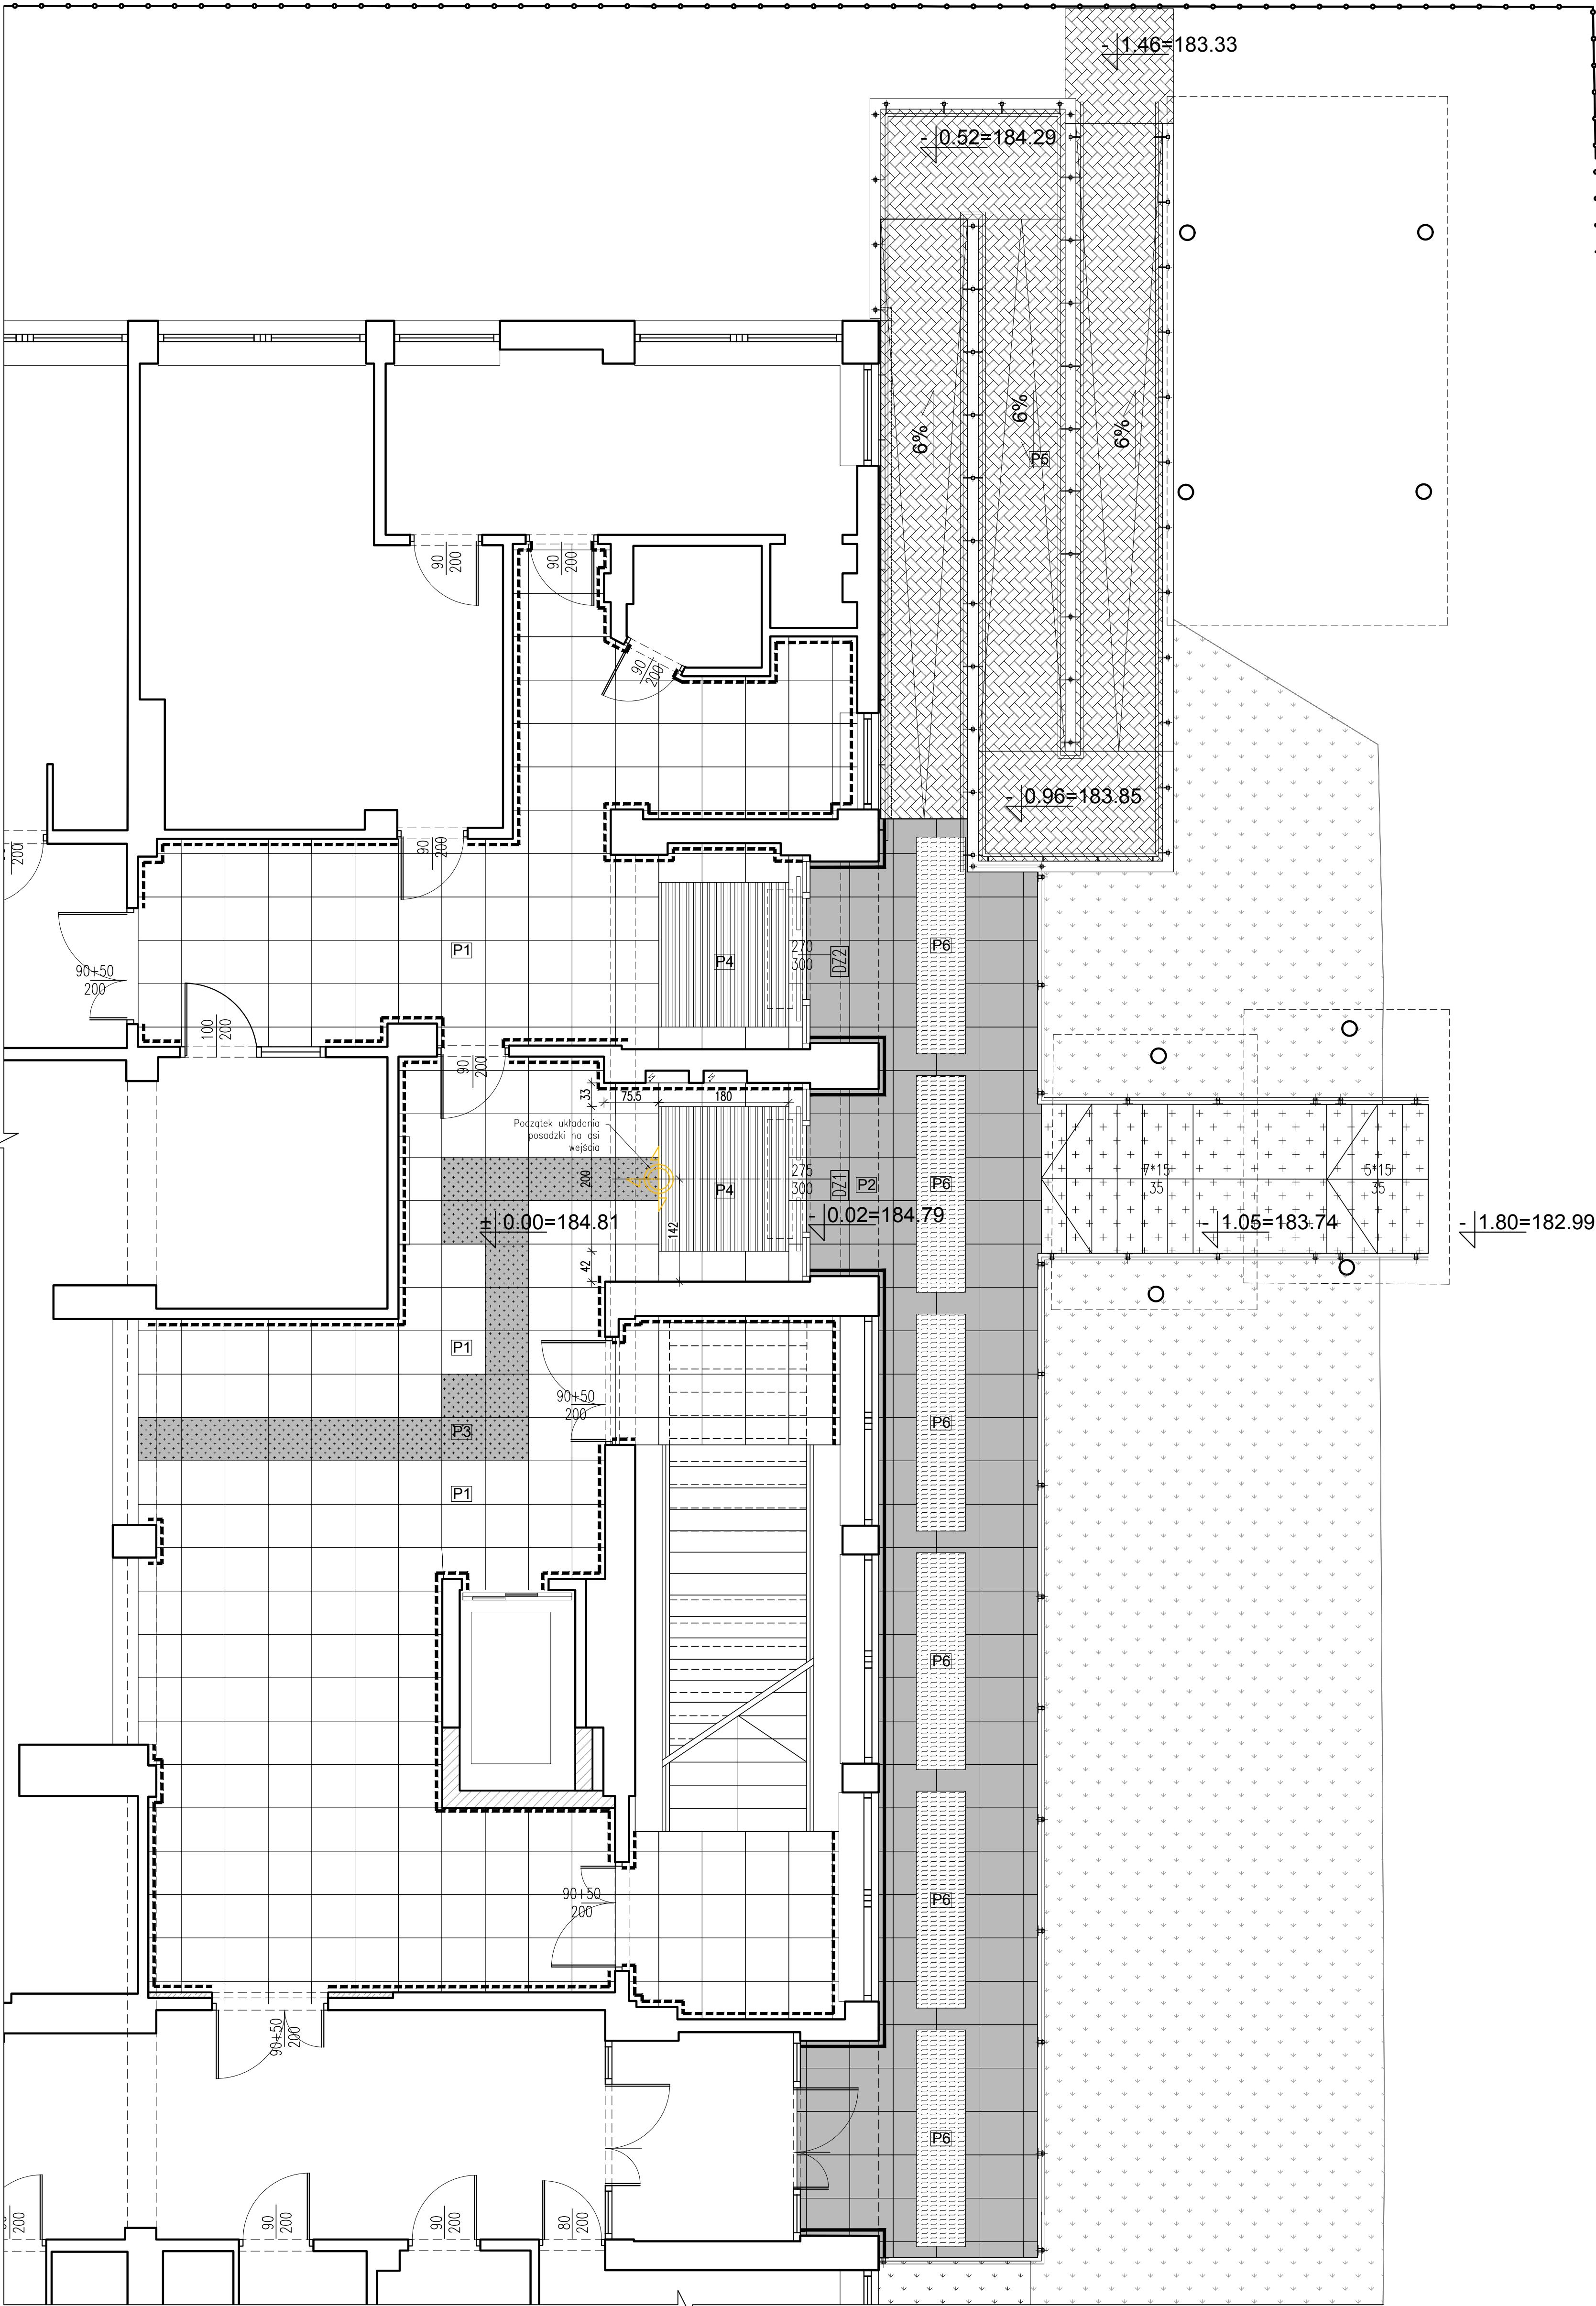 - 1.46=183.33
- 0.52=184.29
6%
6%
6%
P5
90
200
90
200
90
200
- 0.96=183.85
200
90
200
P1
P4
270
300
DZ2
P6
90+50
200
100
200
90
200
33
75.5
180
Początek układania
posadzki na osi
wejścia
200
P4
275
300
DZ1
P2
P6
7*15
35
5*15
35
± 0.00=184.81
- 0.02=184.79
- 1.05=183.74
- 1.80=182.99
142
42
P1
90+50
200
P6
P3
P1
P6
90+50
200
P6
90+50
200
P6
200
90
200
90
200
80
200